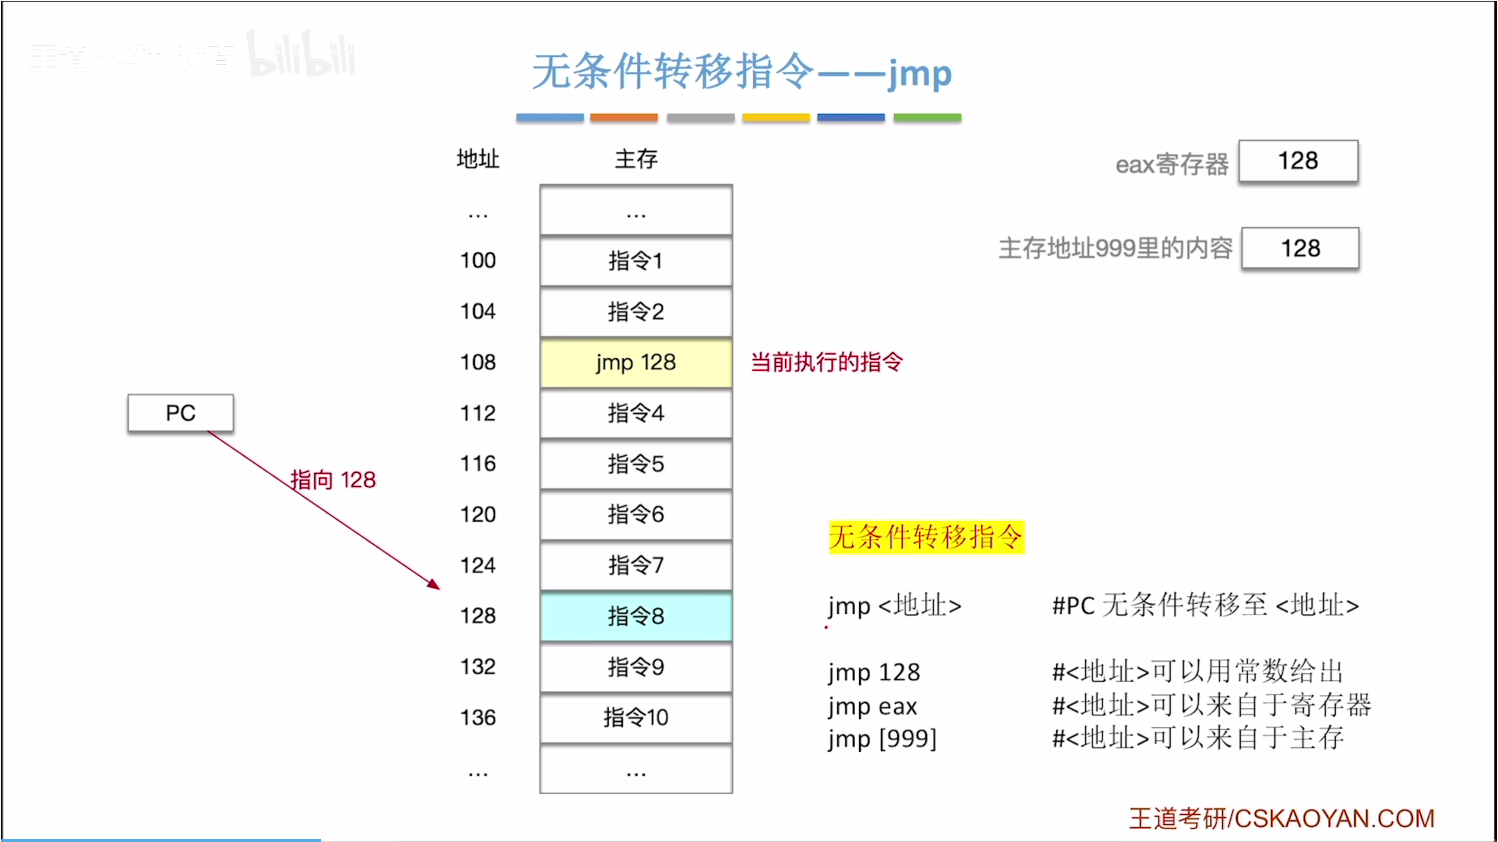 bilibili
无条件转移指令——jmp
地址 主存
eax寄存器 128
... ...
主存地址999里的内容 128
100 指令1
104 指令2
108 jmp 128 当前执行的指令
PC
112 指令4
116 指令5
指向 128
120 指令6
无条件转移指令
124 指令7
128 指令8
jmp <地址> #PC 无条件转移至 <地址>
132 指令9
jmp 128 #<地址>可以用常数给出
136 指令10
jmp eax #<地址>可以来自于寄存器
jmp [999] #<地址>可以来自于主存
... ...
王道考研/CSKAOYAN.COM